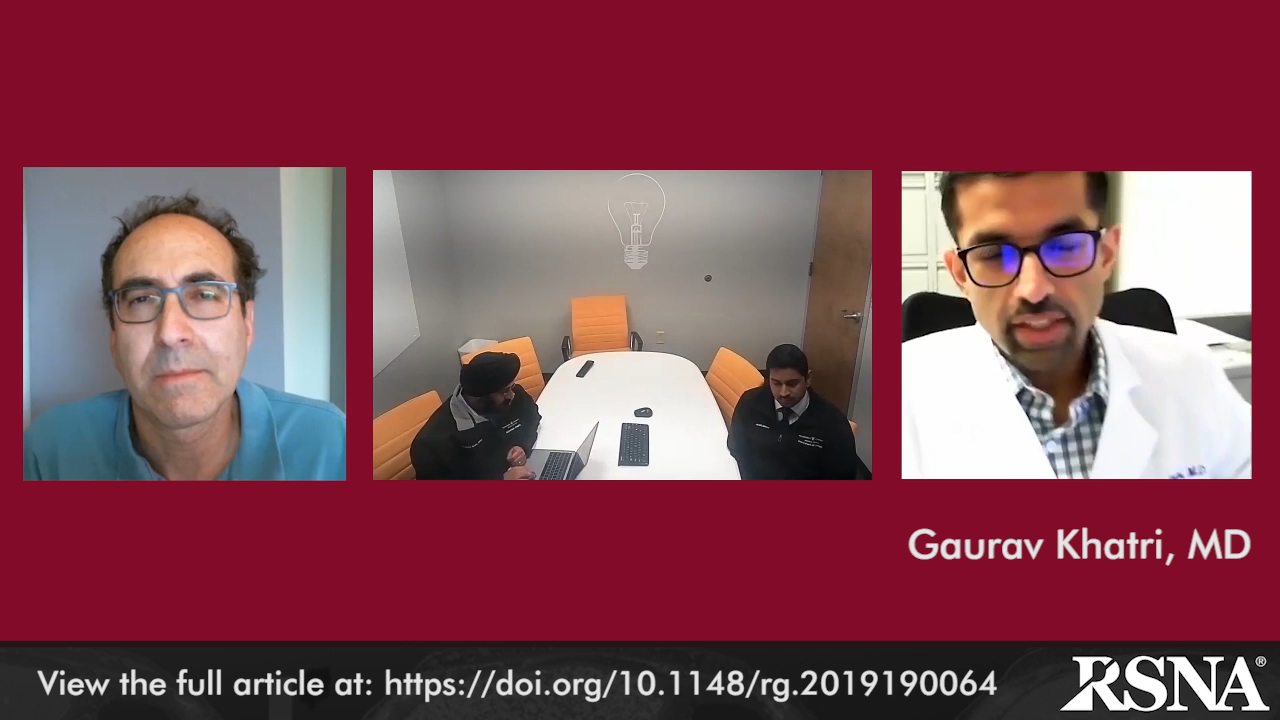 Gaurav Khatri, MD
View the full article at: https://doi.org/10.1148/rg.2019190064
RSNA®